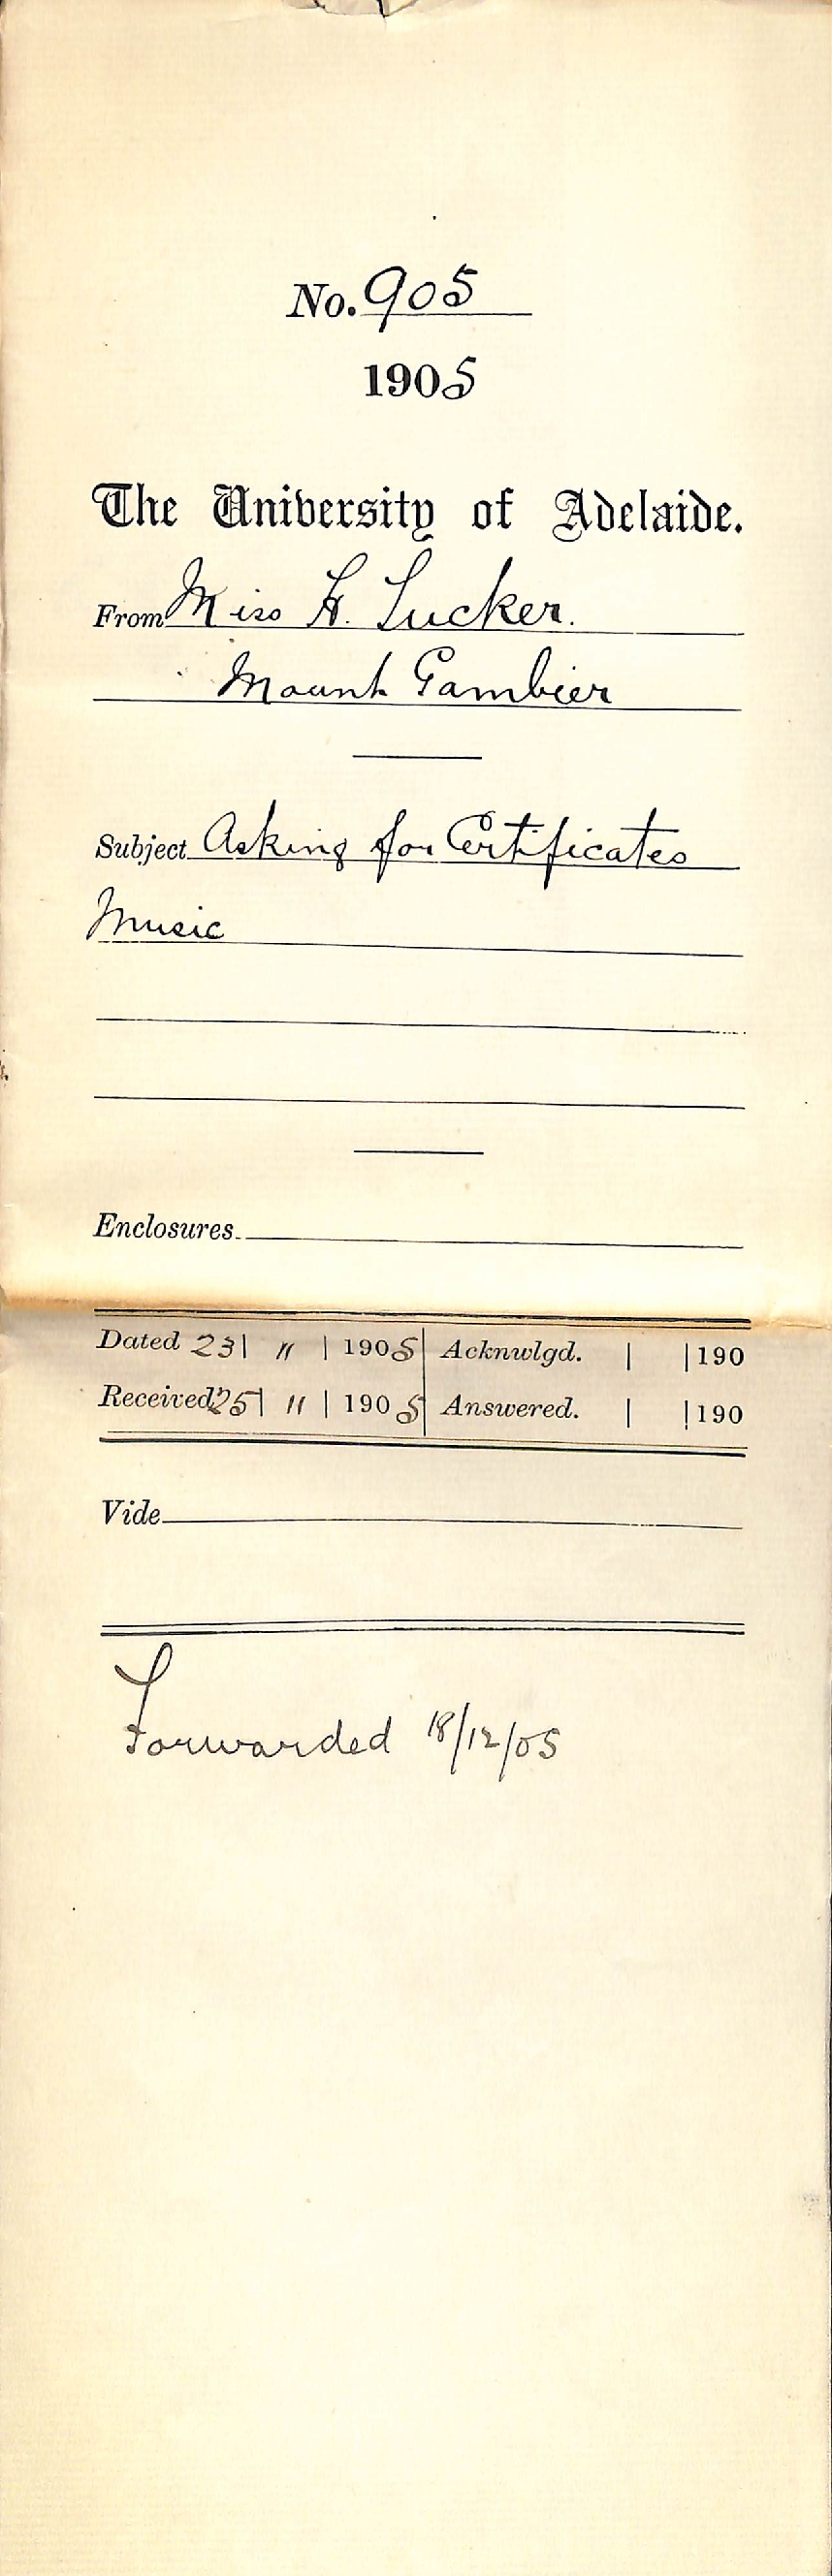 No. 905
1905
The University of Adelaide.
From Miss H. Tucker.
Mount Gambier
Subject Asking for Certificates
Music
Enclosures
Dated 23| 11 | 1905 Acknwlgd. | |190
Received 25| 11 | 1905 Answered. | |190
Vide
Forwarded 18/12/05